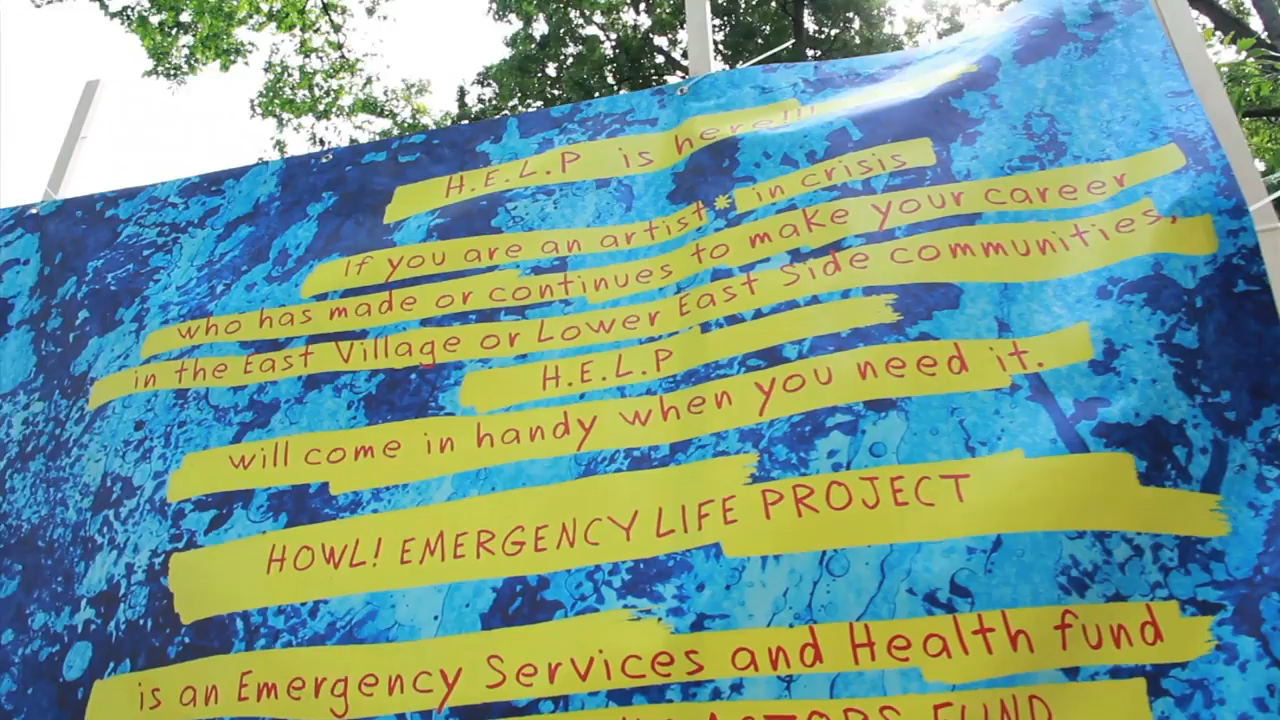 H.E.L.P is here!!!
If you are an artist* in crisis
who has made or continues to make your career
in the East Village or Lower East Side communities,
H.E.L.P
will come in handy when you need it.
HOWL! EMERGENCY LIFE PROJECT
is an Emergency Services and Health fund
ACTORS FUND